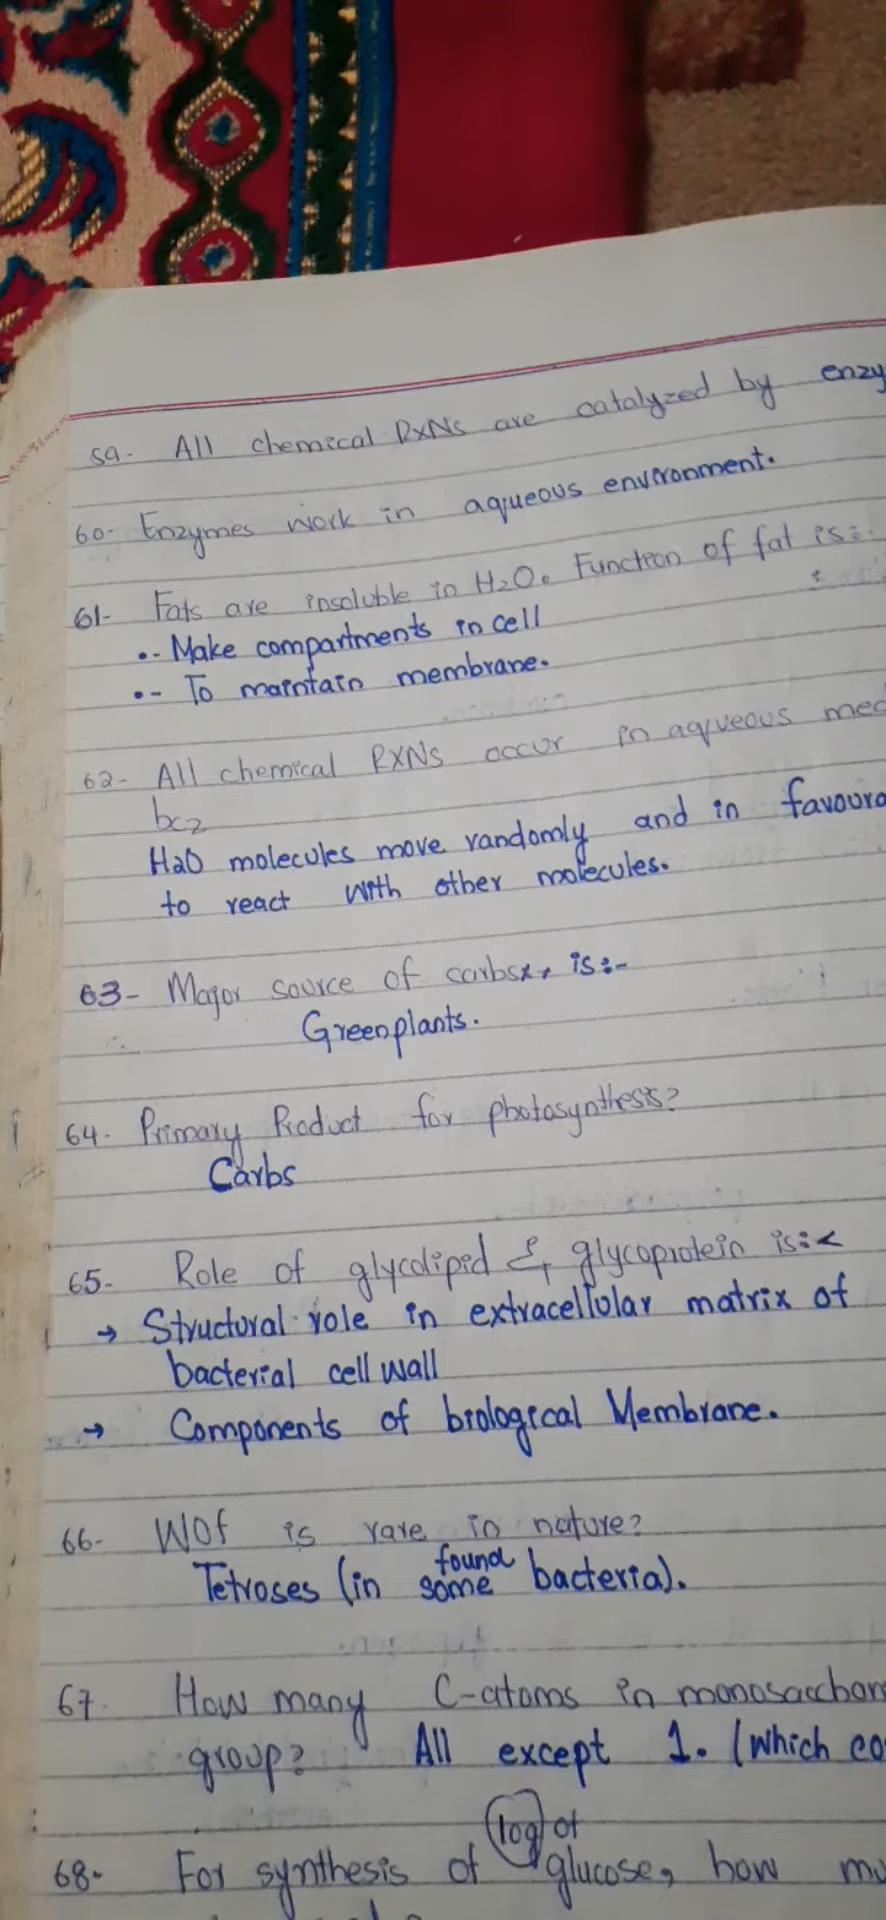 59- All chemical RXNs are catalyzed by enzy
60- Enzymes work in aqueous environment.
61- Fats are insoluble in H₂O. Function of fat is:-
•- Make compartments in cell
•- To maintain membrane.
62- All chemical RXNs occur in aqueous med
bcz
H2O molecules move randomly and in favoura
to react with other molecules.
63- Major source of carbs is:-
Green plants.
64- Primary Product for photosynthesis?
Carbs
65- Role of glycolipid & glycoprotein is:<
→ Structural role in extracellular matrix of
bacterial cell wall
→ Components of biological Membrane.
66- WOf is rare in nature?
found
Tetroses (in some bacteria).
67. How many C-atoms in monosacchar
group? All except 1. (which co
10g of
68- For synthesis of glucose, how mu